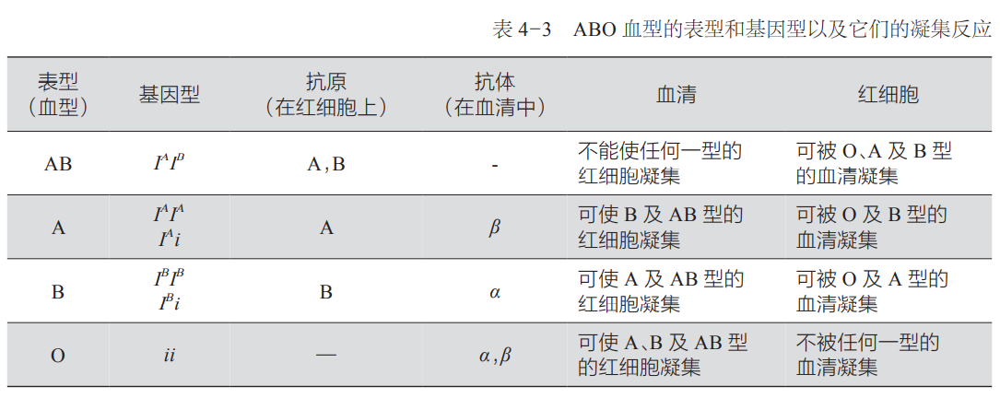 表 4-3 ABO 血型的表型和基因型以及它们的凝集反应
表型
（血型）
基因型
抗原
（在红细胞上）
抗体
（在血清中）
血清
红细胞
AB
IᴬIᴮ
A,B
-
不能使任何一型的
红细胞凝集
可被 O、A 及 B 型
的血清凝集
A
IᴬIᴬ
Iᴬi
A
β
可使 B 及 AB 型的
红细胞凝集
可被 O 及 B 型的
血清凝集
B
IᴮIᴮ
Iᴮi
B
α
可使 A 及 AB 型的
红细胞凝集
可被 O 及 A 型的
血清凝集
O
ii
—
α,β
可使 A、B 及 AB 型
的红细胞凝集
不被任何一型的
血清凝集